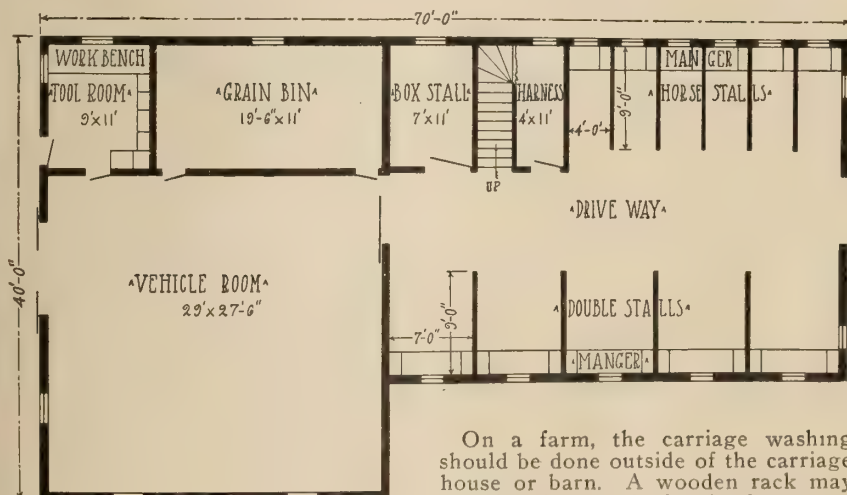 70'-0"
WORK BENCH
TOOL ROOM
9'x11'
GRAIN BIN
19'-6"x11'
BOX STALL
7'x11'
HARNESS
4'x11'
MANGER
HORSE STALLS
9'-0"
4'-0"
UP
DRIVE WAY
40'-0"
VEHICLE ROOM
29'x27'-6"
DOUBLE STALLS
9'-0"
7'-0"
MANGER
On a farm, the carriage washing
should be done outside of the carriage
house or barn. A wooden rack may